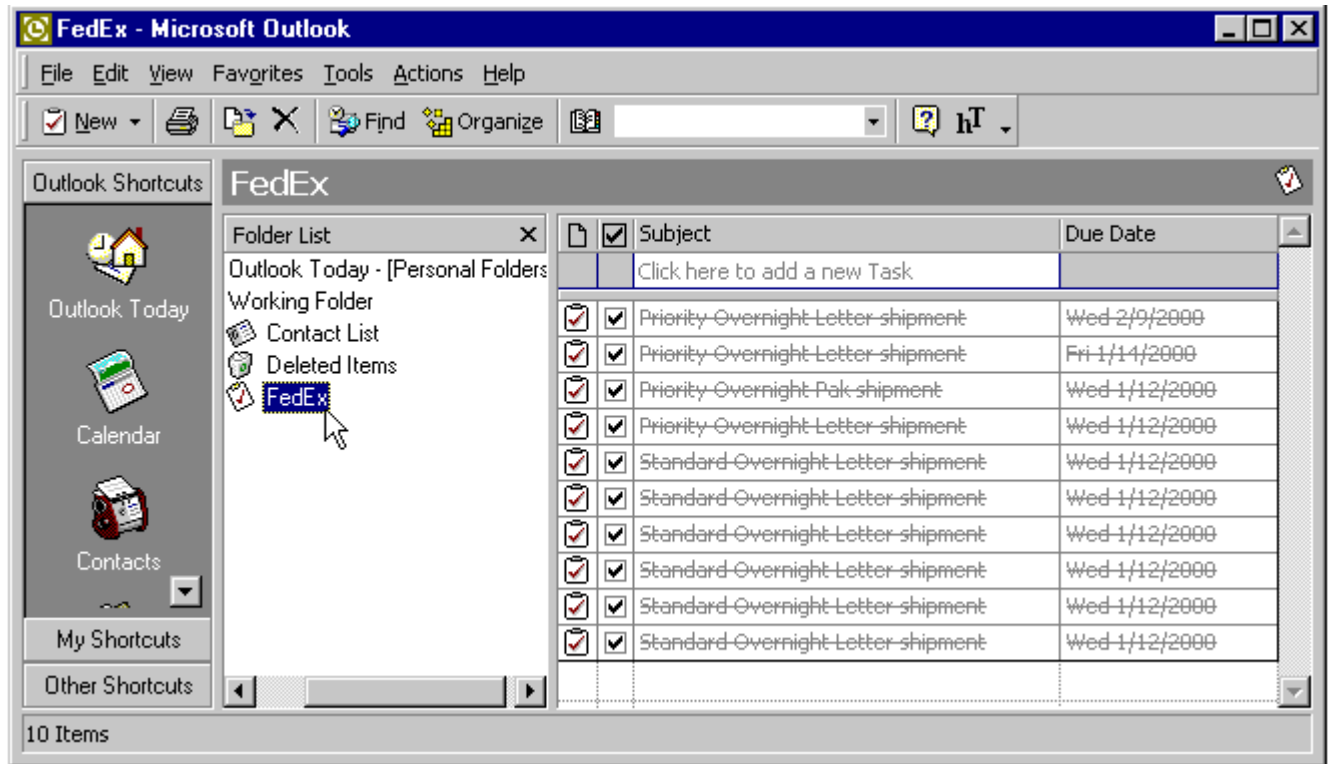 FedEx - Microsoft Outlook
File Edit View Favorites Tools Actions Help
New Find Organize
Outlook Shortcuts
Outlook Today
Calendar
Contacts
My Shortcuts
Other Shortcuts
FedEx
Folder List
Outlook Today - [Personal Folders
Working Folder
Contact List
Deleted Items
FedEx
Subject Due Date
Click here to add a new Task
Priority Overnight Letter shipment Wed 2/9/2000
Priority Overnight Letter shipment Fri 1/14/2000
Priority Overnight Pak shipment Wed 1/12/2000
Priority Overnight Letter shipment Wed 1/12/2000
Standard Overnight Letter shipment Wed 1/12/2000
Standard Overnight Letter shipment Wed 1/12/2000
Standard Overnight Letter shipment Wed 1/12/2000
Standard Overnight Letter shipment Wed 1/12/2000
Standard Overnight Letter shipment Wed 1/12/2000
Standard Overnight Letter shipment Wed 1/12/2000
10 Items